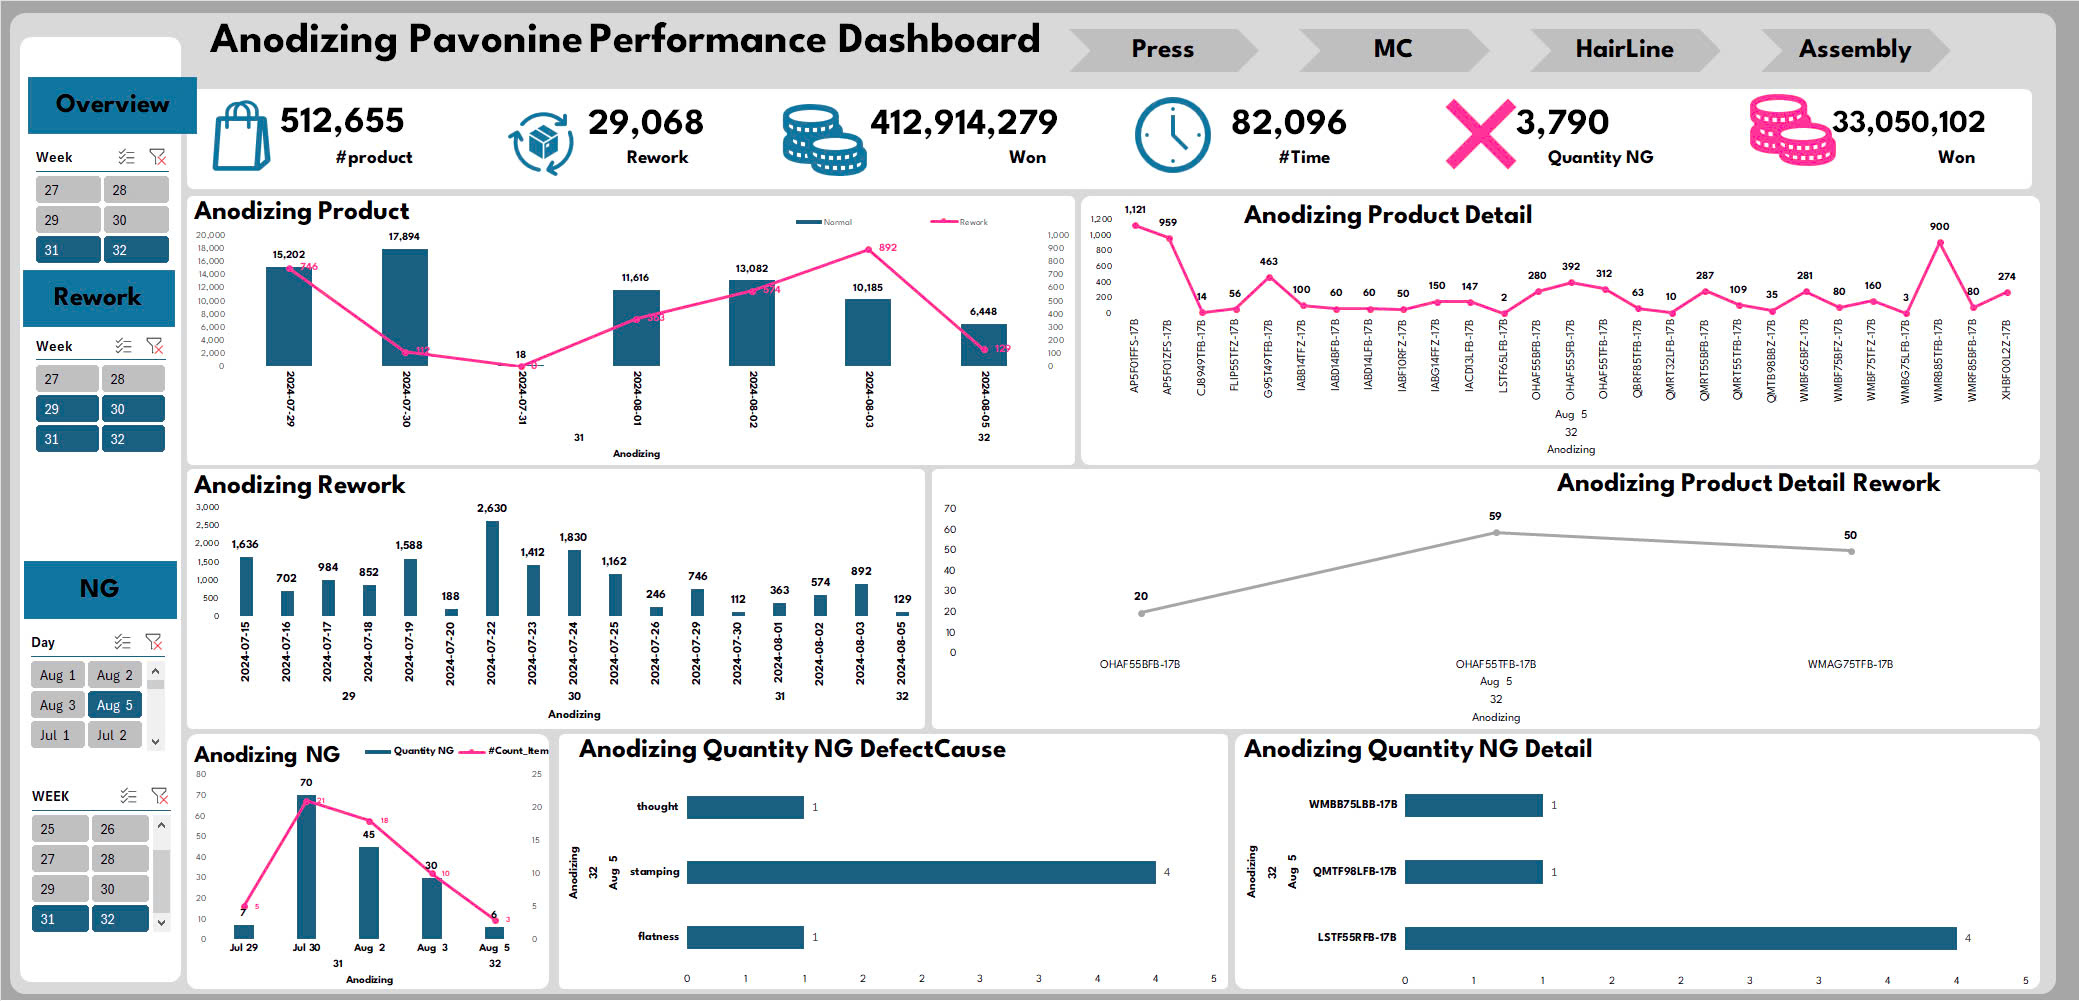 Anodizing Pavonine Performance Dashboard
Press
MC
HairLine
Assembly
Overview
Week
27
28
29
30
31
32
Rework
Week
27
28
29
30
31
32
NG
Day
Aug 1
Aug 2
Aug 3
Aug 5
Jul 1
Jul 2
WEEK
25
26
27
28
29
30
31
32
512,655
#product
29,068
Rework
412,914,279
Won
82,096
#Time
3,790
Quantity NG
33,050,102
Won
Anodizing Product
Normal
Rework
20,000
18,000
16,000
14,000
12,000
10,000
8,000
6,000
4,000
2,000
0
1,000
900
800
700
600
500
400
300
200
100
0
15,202
17,894
18
11,616
13,082
10,185
6,448
746
112
0
363
574
892
129
2024-07-29
2024-07-30
2024-07-31
2024-08-01
2024-08-02
2024-08-03
2024-08-05
31
32
Anodizing
Anodizing Product Detail
1,200
1,000
800
600
400
200
0
1,121
959
14
56
463
100
60
60
50
150
147
2
280
392
312
63
10
287
109
35
281
80
160
3
900
80
274
AP5F01FFS-17B
AP5F01ZFS-17B
CJ8949TFB-17B
FLIP55TFZ-17B
G95T49TFB-17B
IABB14TFZ-17B
IABD14BFB-17B
IABD14LFB-17B
IABF10RFZ-17B
IABG14FFZ-17B
IACD13LFB-17B
LSTF65LFB-17B
OHAF55BFB-17B
OHAF55SFB-17B
OHAF55TFB-17B
QBRF85TFB-17B
QMRT32LFB-17B
QMRT55BFB-17B
QMRT55TFB-17B
QMTB98BBZ-17B
WMBF65BFZ-17B
WMBF75BFZ-17B
WMBF75TFZ-17B
WMBG75LFB-17B
WMRB85TFB-17B
WMRF85BFB-17B
XHBF00L2Z-17B
Aug 5
32
Anodizing
Anodizing Rework
3,000
2,500
2,000
1,500
1,000
500
0
1,636
702
984
852
1,588
188
2,630
1,412
1,830
1,162
246
746
112
363
574
892
129
2024-07-15
2024-07-16
2024-07-17
2024-07-18
2024-07-19
2024-07-20
2024-07-22
2024-07-23
2024-07-24
2024-07-25
2024-07-26
2024-07-29
2024-07-30
2024-08-01
2024-08-02
2024-08-03
2024-08-05
29
30
31
32
Anodizing
Anodizing Product Detail Rework
70
60
50
40
30
20
10
0
20
59
50
OHAF55BFB-17B
OHAF55TFB-17B
WMAG75TFB-17B
Aug 5
32
Anodizing
Anodizing NG
Quantity NG
#Count_Item
80
70
60
50
40
30
20
10
0
25
20
15
10
5
0
7
70
45
30
6
5
21
18
10
3
Jul 29
Jul 30
Aug 2
Aug 3
Aug 5
31
32
Anodizing
Anodizing Quantity NG DefectCause
Anodizing
32
Aug 5
thought
1
stamping
4
flatness
1
0
1
1
2
2
3
3
4
4
5
Anodizing Quantity NG Detail
Anodizing
32
Aug 5
WMBB75LBB-17B
1
QMTF98LFB-17B
1
LSTF55RFB-17B
4
0
1
1
2
2
3
3
4
4
5